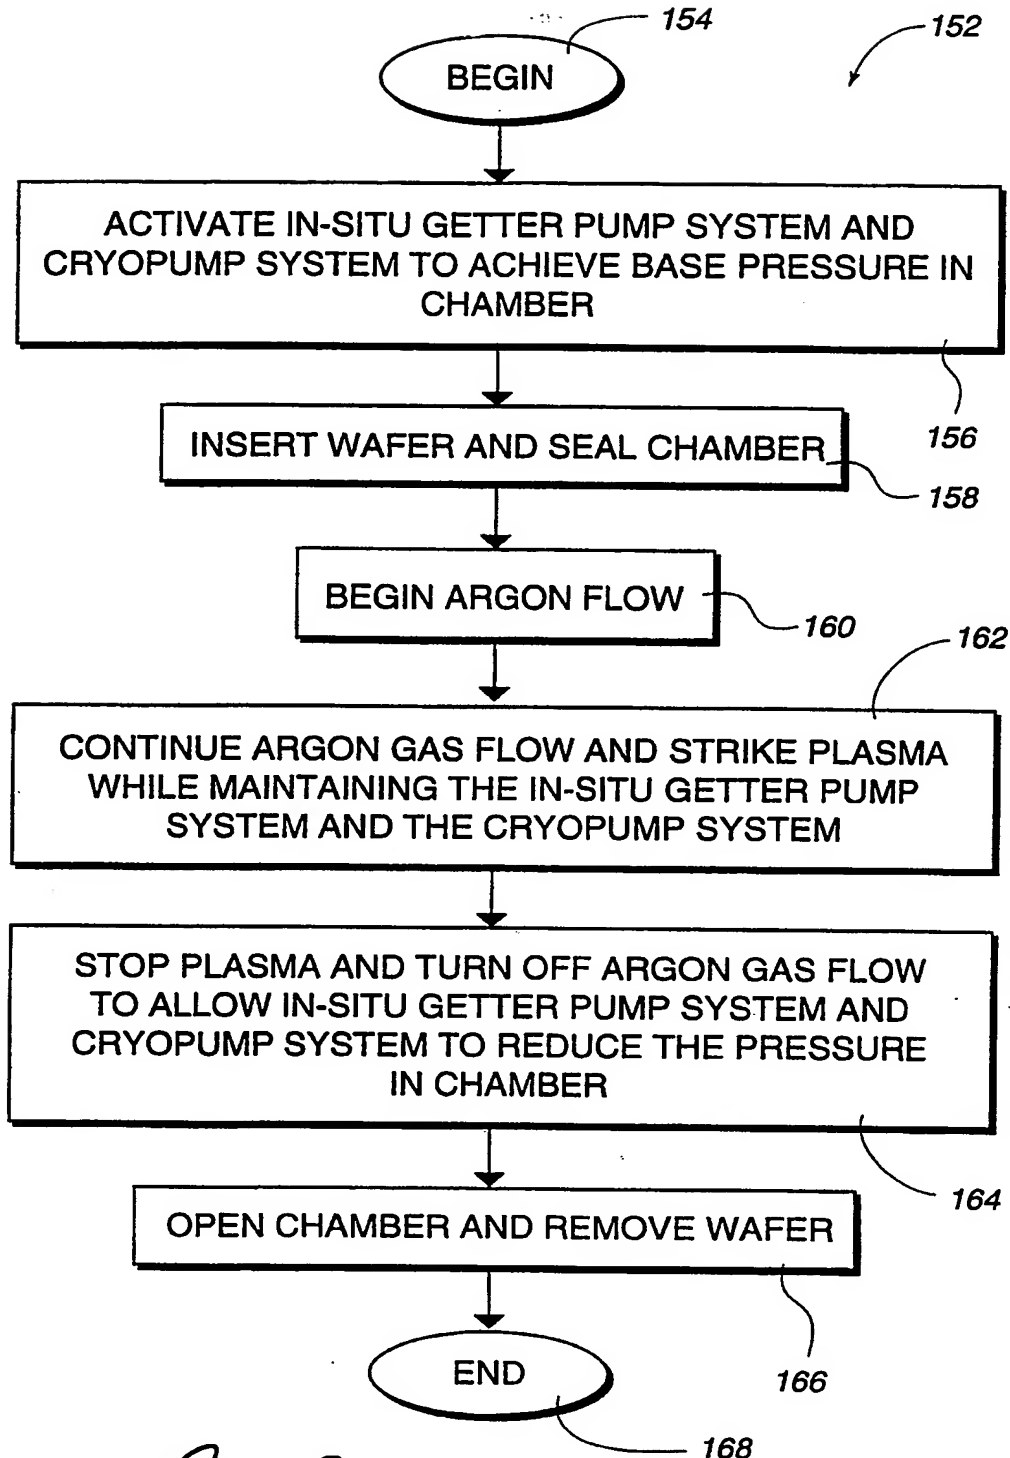 154
152
BEGIN
ACTIVATE IN-SITU GETTER PUMP SYSTEM AND
CRYOPUMP SYSTEM TO ACHIEVE BASE PRESSURE IN
CHAMBER
156
INSERT WAFER AND SEAL CHAMBER
158
BEGIN ARGON FLOW
160
162
CONTINUE ARGON GAS FLOW AND STRIKE PLASMA
WHILE MAINTAINING THE IN-SITU GETTER PUMP
SYSTEM AND THE CRYOPUMP SYSTEM
STOP PLASMA AND TURN OFF ARGON GAS FLOW
TO ALLOW IN-SITU GETTER PUMP SYSTEM AND
CRYOPUMP SYSTEM TO REDUCE THE PRESSURE
IN CHAMBER
164
OPEN CHAMBER AND REMOVE WAFER
166
END
168